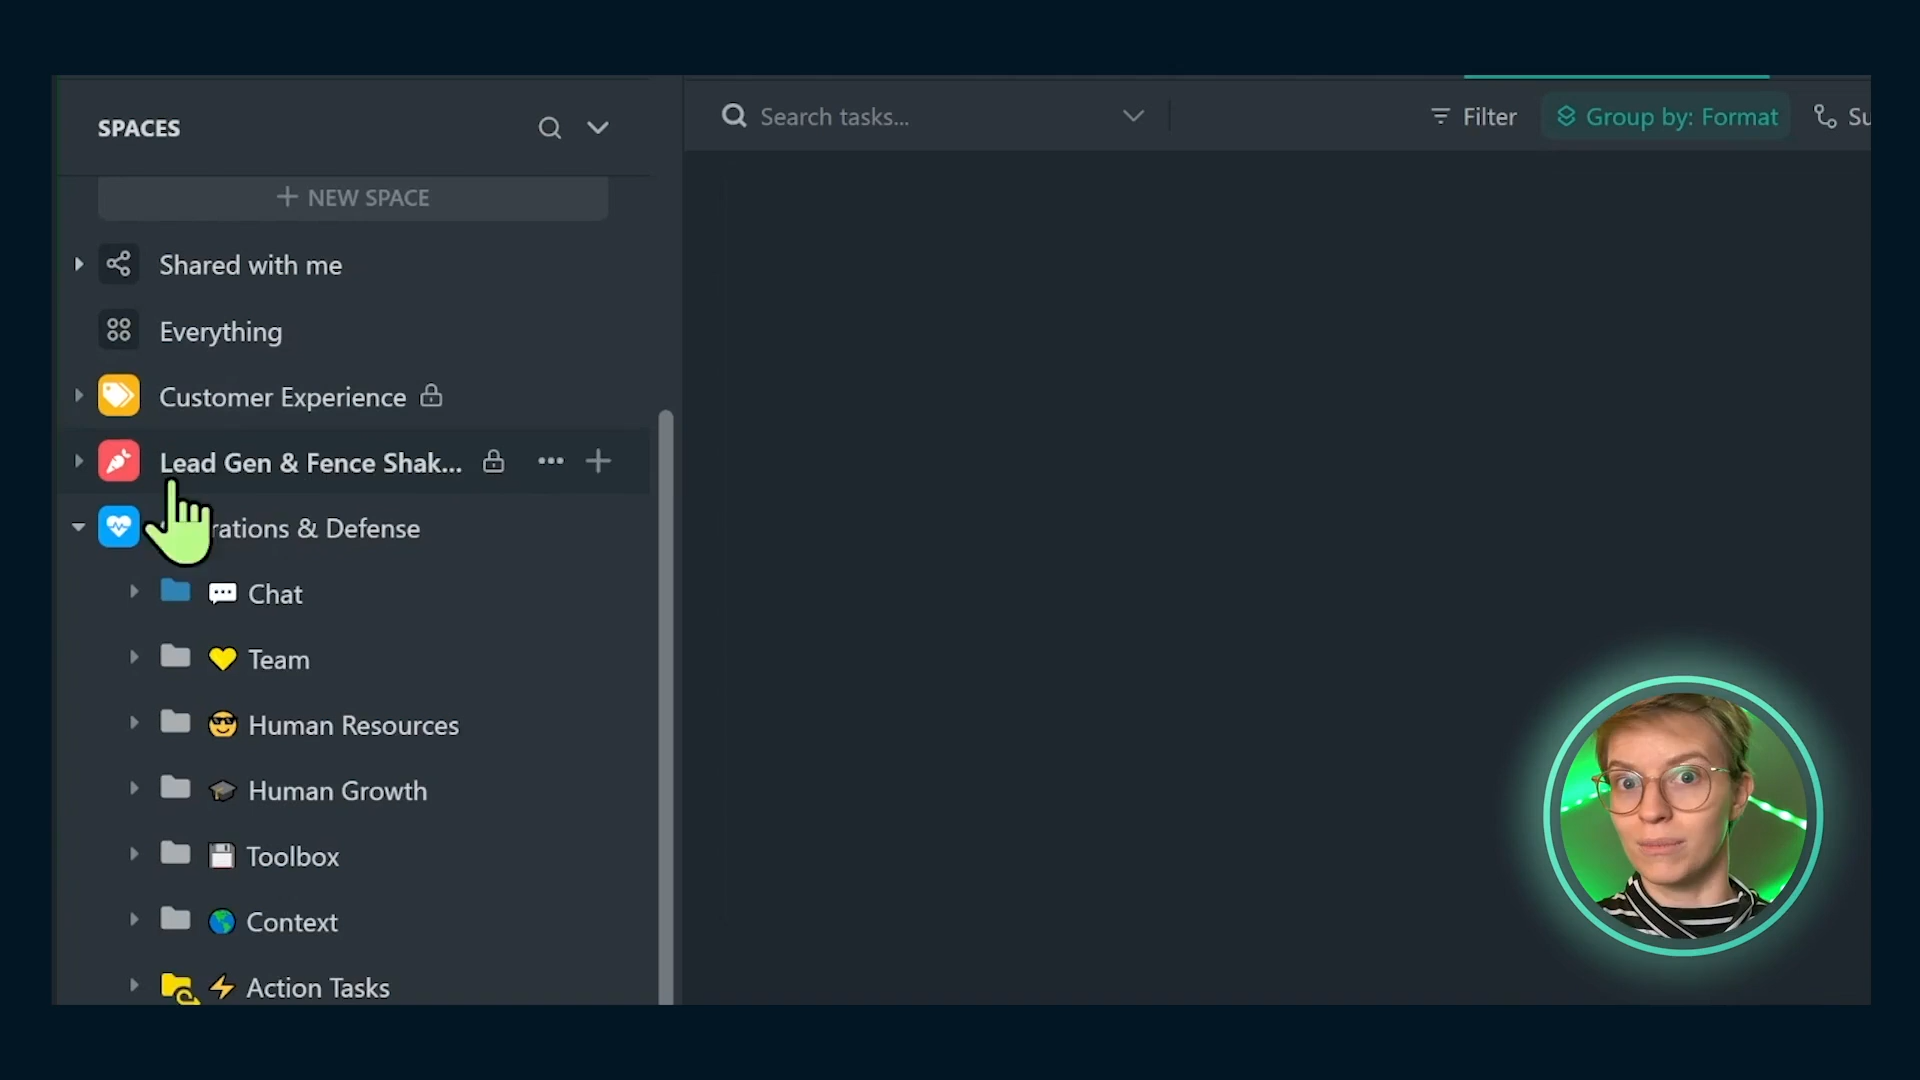 SPACES
Search tasks...
Filter
Group by: Format
Su
+ NEW SPACE
Shared with me
Everything
Customer Experience
Lead Gen & Fence Shak...
rations & Defense
Chat
Team
Human Resources
Human Growth
Toolbox
Context
Action Tasks